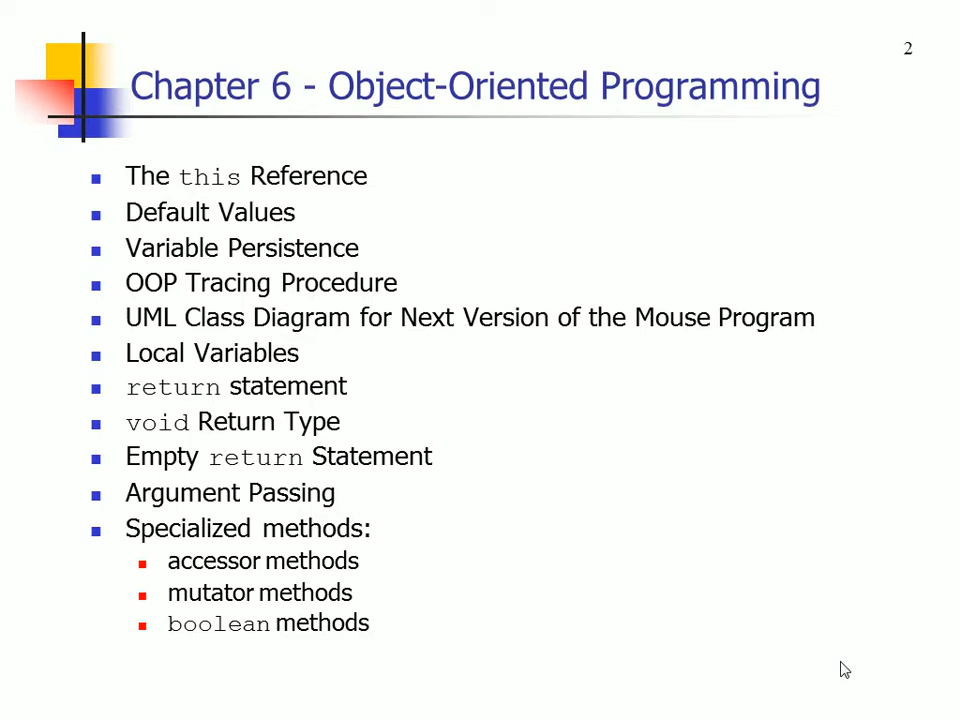 2
Chapter 6 - Object-Oriented Programming
The this Reference
Default Values
Variable Persistence
OOP Tracing Procedure
UML Class Diagram for Next Version of the Mouse Program
Local Variables
return statement
void Return Type
Empty return Statement
Argument Passing
Specialized methods:
accessor methods
mutator methods
boolean methods